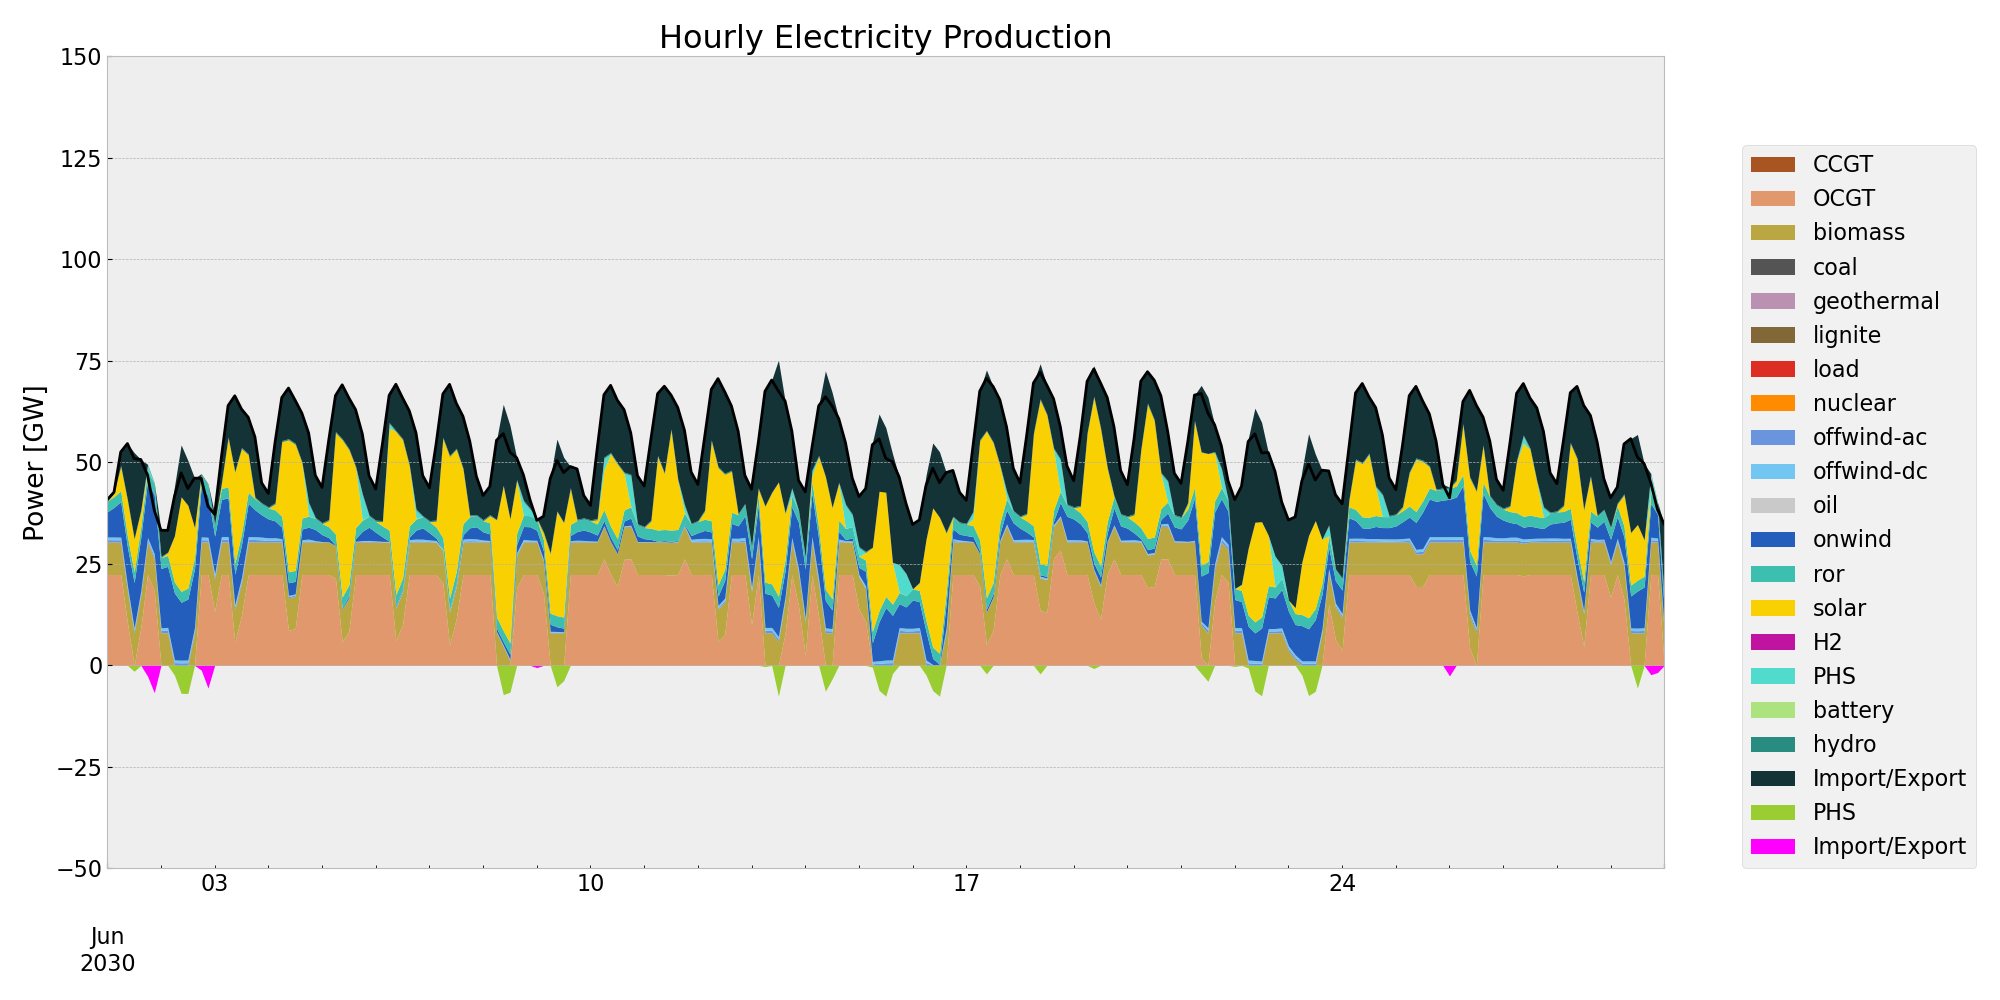 Hourly Electricity Production
150
125
100
75
50
25
0
−25
−50
Power [GW]
03
10
17
24
Jun
2030
CCGT
OCGT
biomass
coal
geothermal
lignite
load
nuclear
offwind-ac
offwind-dc
oil
onwind
ror
solar
H2
PHS
battery
hydro
Import/Export
PHS
Import/Export